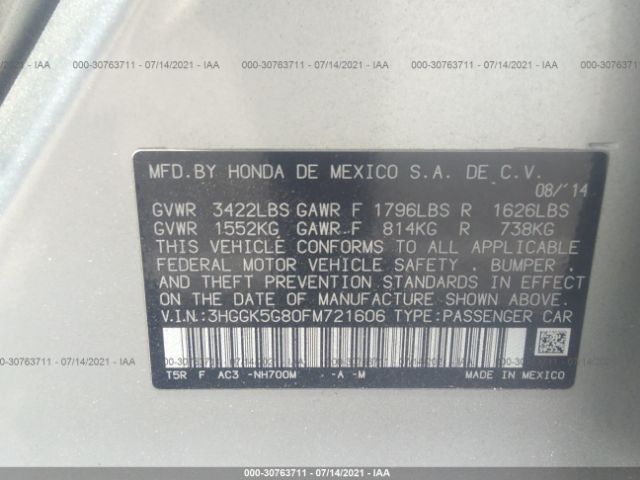 000-30763711 - 07/14/2021 - IAA
MFD.BY HONDA DE MEXICO S.A. DE C.V.
08/'14
GVWR 3422LBS GAWR F 1796LBS R 1626LBS
GVWR 1552KG GAWR F 814KG R 738KG
THIS VEHICLE CONFORMS TO ALL APPLICABLE
FEDERAL MOTOR VEHICLE SAFETY , BUMPER ,
AND THEFT PREVENTION STANDARDS IN EFFECT
ON THE DATE OF MANUFACTURE SHOWN ABOVE.
V.I.N.:3HGGK5G80FM721606 TYPE:PASSENGER CAR
T5R F AC3 -NH700M -A -M MADE IN MEXICO
000-30763711 - 07/14/2021 - IAA